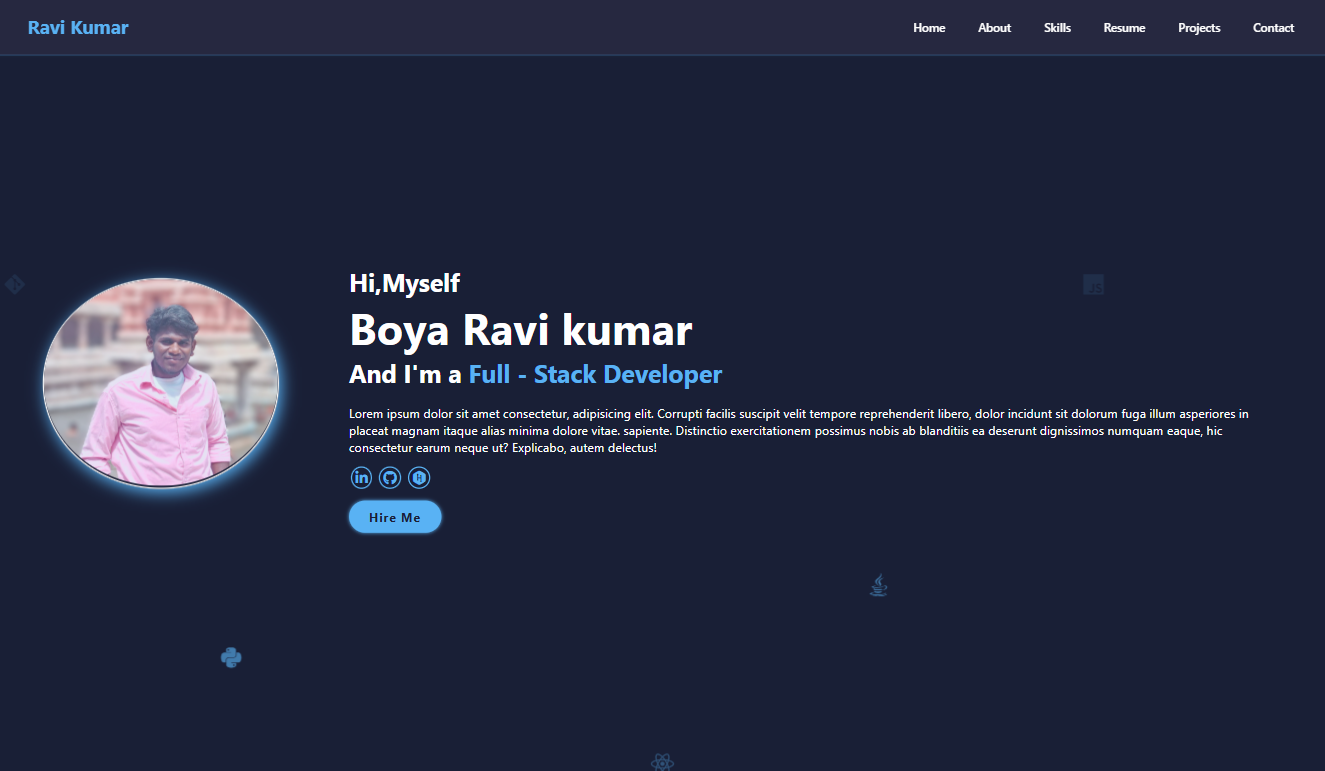 Ravi Kumar
Home About Skills Resume Projects Contact
Hi,Myself
Boya Ravi kumar
And I'm a Full - Stack Developer
Lorem ipsum dolor sit amet consectetur, adipisicing elit. Corrupti facilis suscipit velit tempore reprehenderit libero, dolor incidunt sit dolorum fuga illum asperiores in
placeat magnam itaque alias minima dolore vitae. sapiente. Distinctio exercitationem possimus nobis ab blanditiis ea deserunt dignissimos numquam eaque, hic
consectetur earum neque ut? Explicabo, autem delectus!
in
H
Hire Me
JS